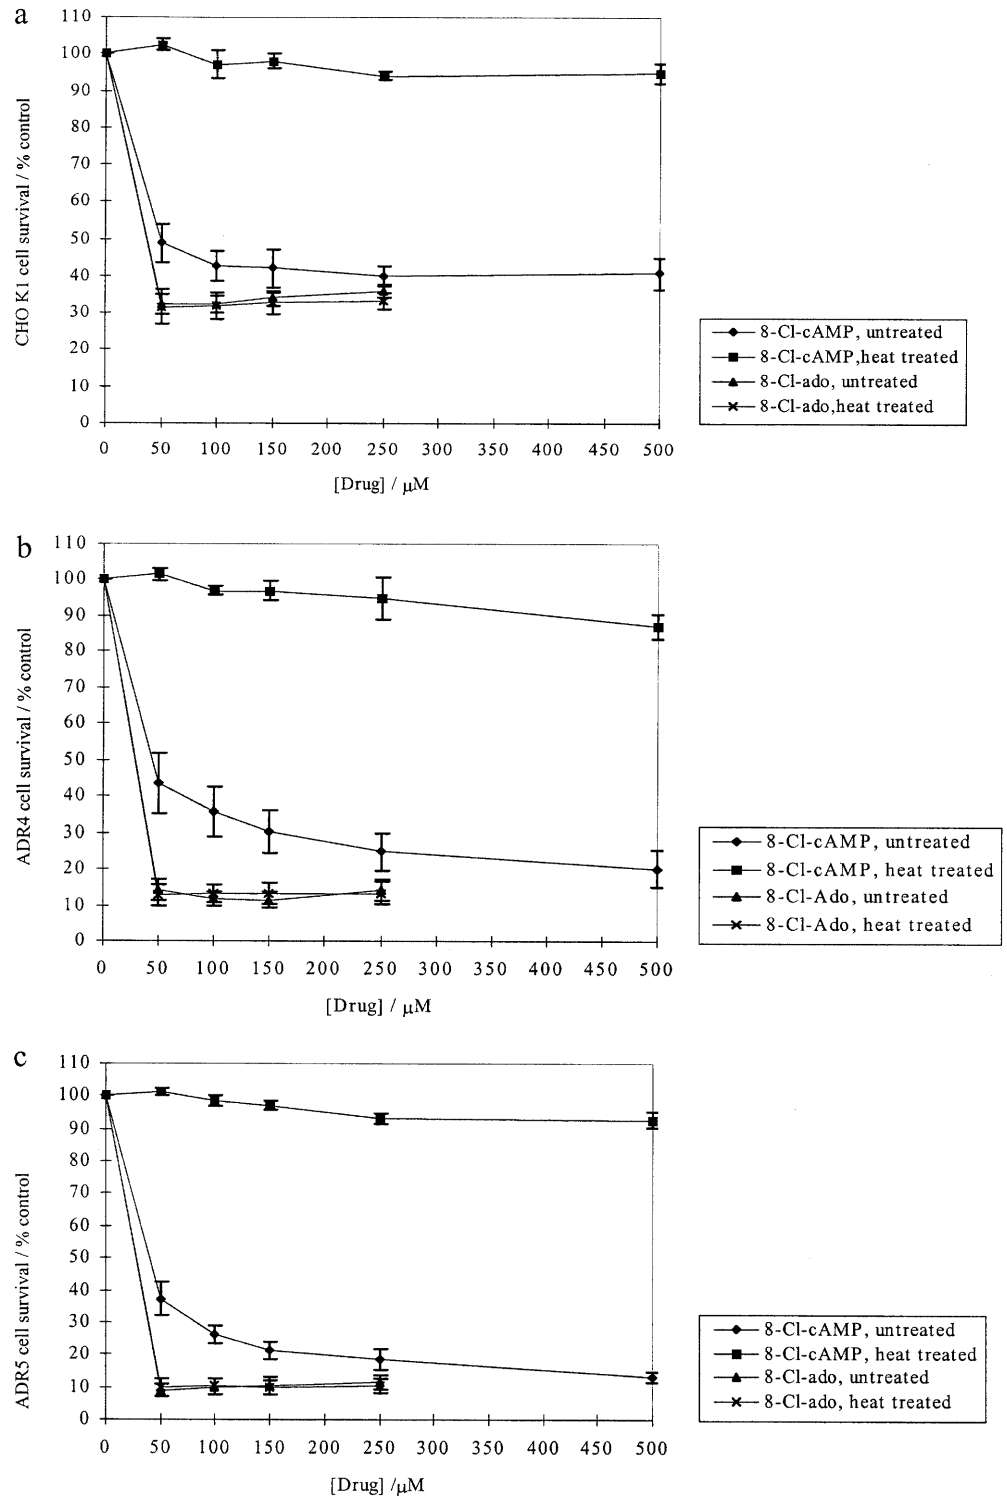 a
110
100
90
80
70
60
50
40
30
20
10
0
CHO K1 cell survival / % control
0 50 100 150 200 250 300 350 400 450 500
[Drug] / μM
8-Cl-cAMP, untreated
8-Cl-cAMP,heat treated
8-Cl-ado, untreated
8-Cl-ado,heat treated
b
110
100
90
80
70
60
50
40
30
20
10
0
ADR4 cell survival / % control
0 50 100 150 200 250 300 350 400 450 500
[Drug] / μM
8-Cl-cAMP, untreated
8-Cl-cAMP, heat treated
8-Cl-Ado, untreated
8-Cl-Ado, heat treated
c
110
100
90
80
70
60
50
40
30
20
10
0
ADR5 cell survival / % control
0 50 100 150 200 250 300 350 400 450 500
[Drug] /μM
8-Cl-cAMP, untreated
8-Cl-cAMP, heat treated
8-Cl-ado, untreated
8-Cl-ado, heat treated